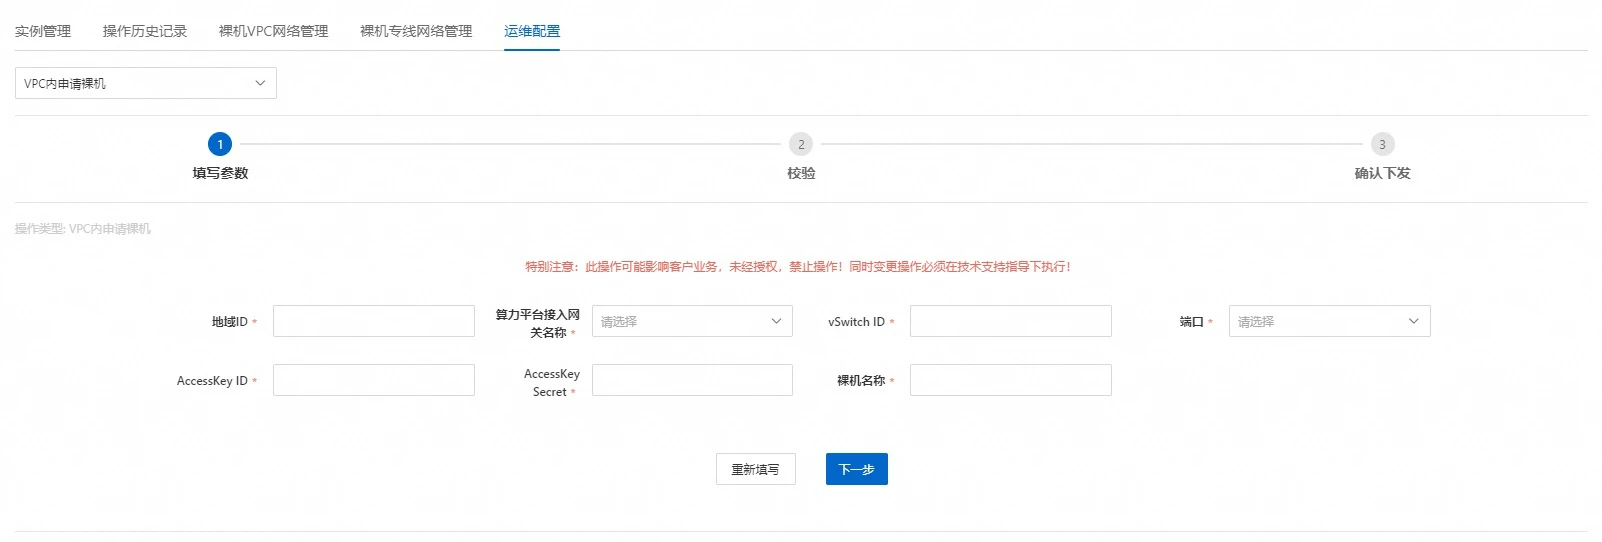 实例管理 操作历史记录 裸机VPC网络管理 裸机专线网络管理 运维配置
VPC内申请裸机
1 2 3
填写参数 校验 确认下发
操作类型: VPC内申请裸机
特别注意：此操作可能影响客户业务，未经授权，禁止操作！同时变更操作必须在技术支持指导下执行！
地域ID * 算力平台接入网关名称 * 请选择 vSwitch ID * 端口 * 请选择
AccessKey ID * AccessKey Secret * 裸机名称 *
重新填写 下一步